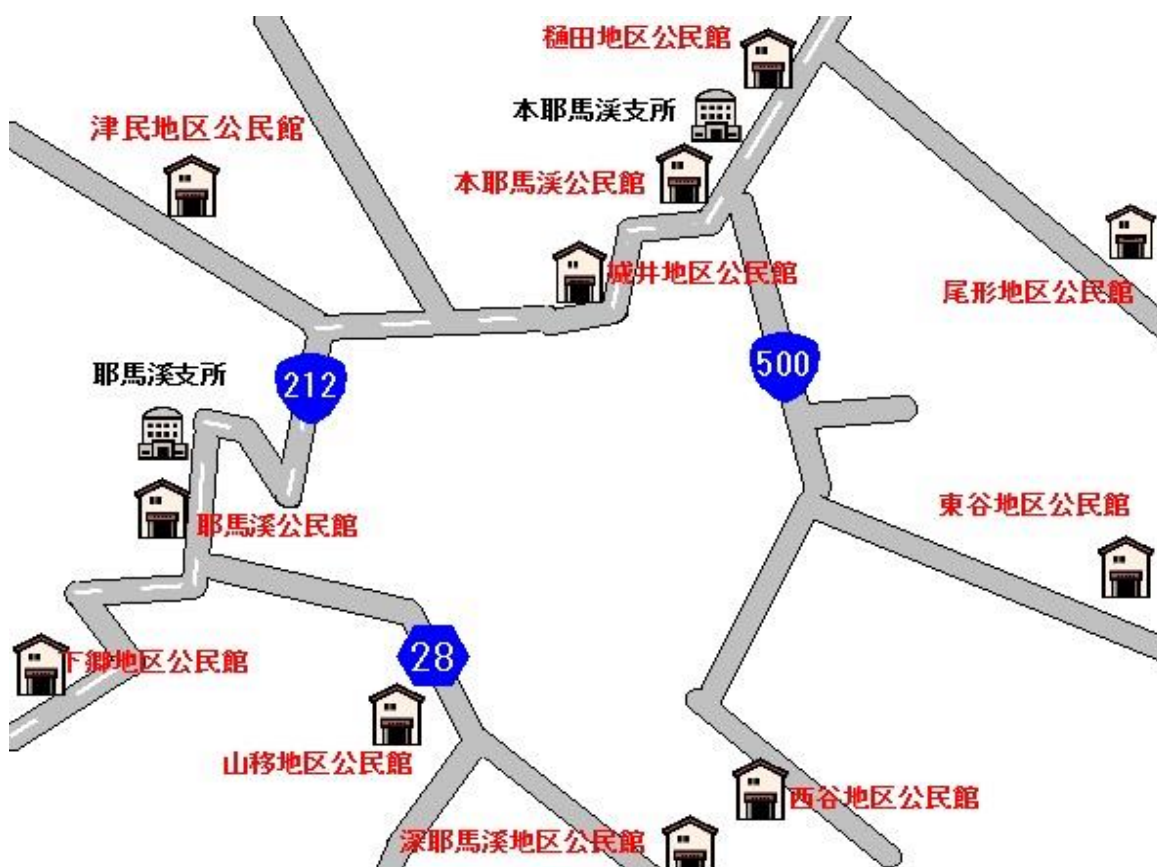 樋田地区公民館
本耶馬渓支所
津民地区公民館
本耶馬渓公民館
城井地区公民館
尾形地区公民館
500
耶馬渓支所
212
東谷地区公民館
耶馬渓公民館
28
下郷地区公民館
山移地区公民館
西谷地区公民館
深耶馬渓地区公民館